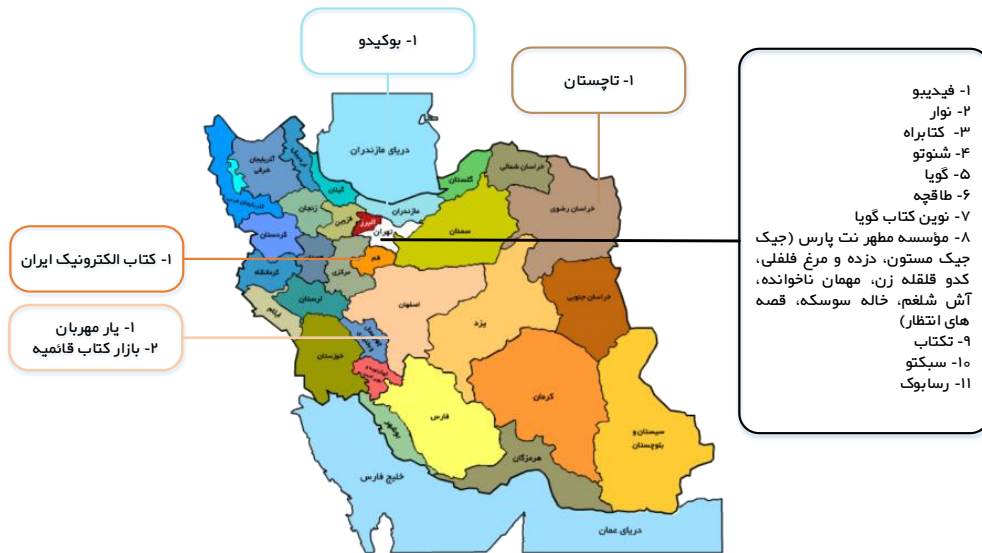 ۱- بوکیدو
۱- تاچستان
۱- فیدیبو
۲- نوار
۳- کتابراه
۴- شنوتو
۵- گویا
۶- طاقچه
۷- نوین کتاب گویا
۸- مؤسسه مطهر نت پارس (جیک
جیک مستون، دزده و مرغ فلفلی،
کدو قلقله زن، مهمان ناخوانده،
آش شلغم، خاله سوسکه، قصه
های انتظار)
۹- تکتاب
۱۰- سبکتو
۱۱- رسابوک
۱- کتاب الکترونیک ایران
۱- یار مهربان
۲- بازار کتاب قائمیه
دریای مازندران
آذربایجان
شرقی
اردبیل
آذربایجان غربی
گیلان
زنجان
کردستان
قزوین
البرز
تهران
مازندران
گلستان
خراسان شمالی
خراسان رضوی
سمنان
قم
مرکزی
کرمانشاه
لرستان
ایلام
اصفهان
یزد
خراسان جنوبی
خوزستان
فارس
کرمان
بوشهر
هرمزگان
سیستان و
بلوچستان
خلیج فارس
دریای عمان